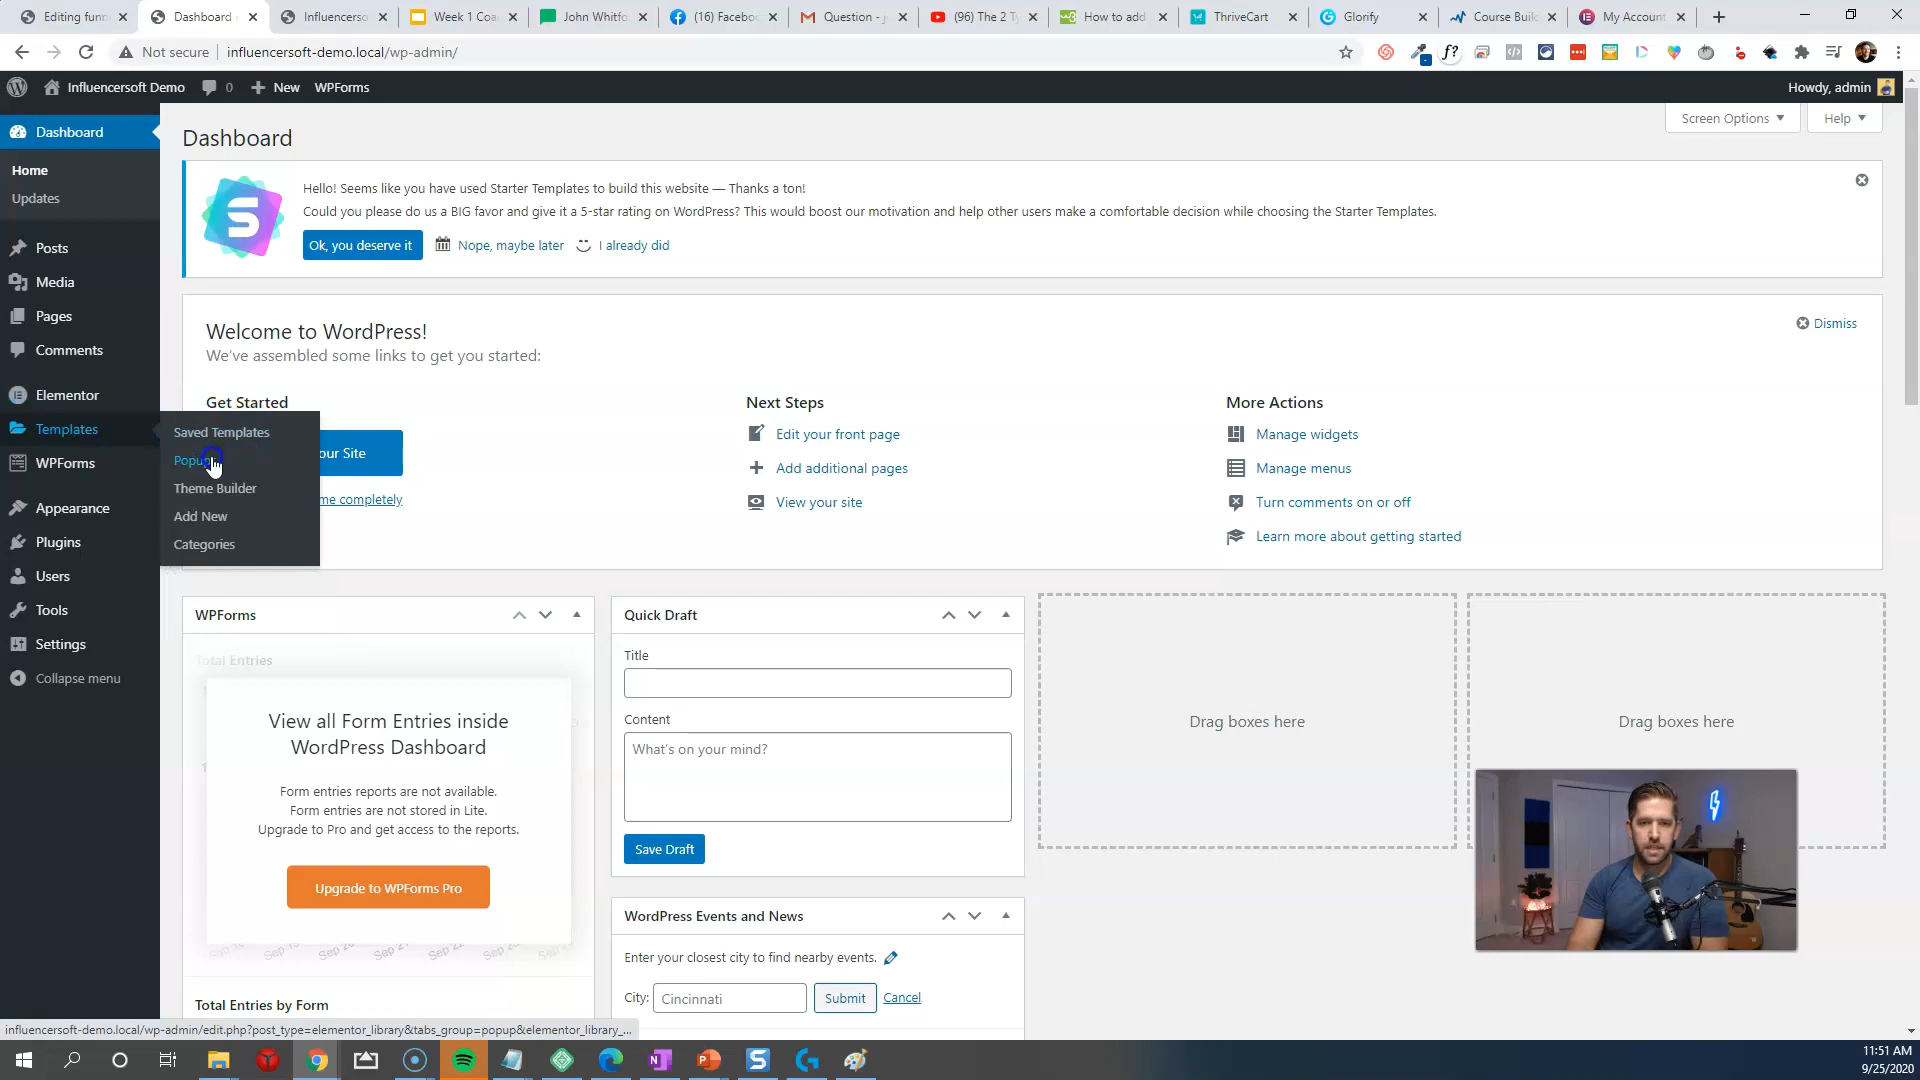 Editing funn
Dashboard
Influencerso
Week 1 Coa
John Whitfo
(16) Faceboo
Question - j
(96) The 2 Ty
How to add
ThriveCart
Glorify
Course Buil
My Account
Not secure
influencersoft-demo.local/wp-admin/
Influencersoft Demo
0
New
WPForms
Howdy, admin
Dashboard
Home
Updates
Posts
Media
Pages
Comments
Elementor
Templates
WPForms
Appearance
Plugins
Users
Tools
Settings
Collapse menu
Saved Templates
Theme Builder
Add New
Categories
Dashboard
Screen Options
Help
Hello! Seems like you have used Starter Templates to build this website — Thanks a ton!
Could you please do us a BIG favor and give it a 5-star rating on WordPress? This would boost our motivation and help other users make a comfortable decision while choosing the Starter Templates.
Ok, you deserve it
Nope, maybe later
I already did
Welcome to WordPress!
We've assembled some links to get you started:
Dismiss
Get Started
our Site
me completely
Next Steps
Edit your front page
Add additional pages
View your site
More Actions
Manage widgets
Manage menus
Turn comments on or off
Learn more about getting started
WPForms
Total Entries
View all Form Entries inside
WordPress Dashboard
Form entries reports are not available.
Form entries are not stored in Lite.
Upgrade to Pro and get access to the reports.
Upgrade to WPForms Pro
Total Entries by Form
Quick Draft
Title
Content
What's on your mind?
Save Draft
WordPress Events and News
Enter your closest city to find nearby events.
City:
Cincinnati
Submit
Cancel
Drag boxes here
Drag boxes here
influencersoft-demo.local/wp-admin/edit.php?post_type=elementor_library&tabs_group=popup&elementor_library_...
11:51 AM
9/25/2020